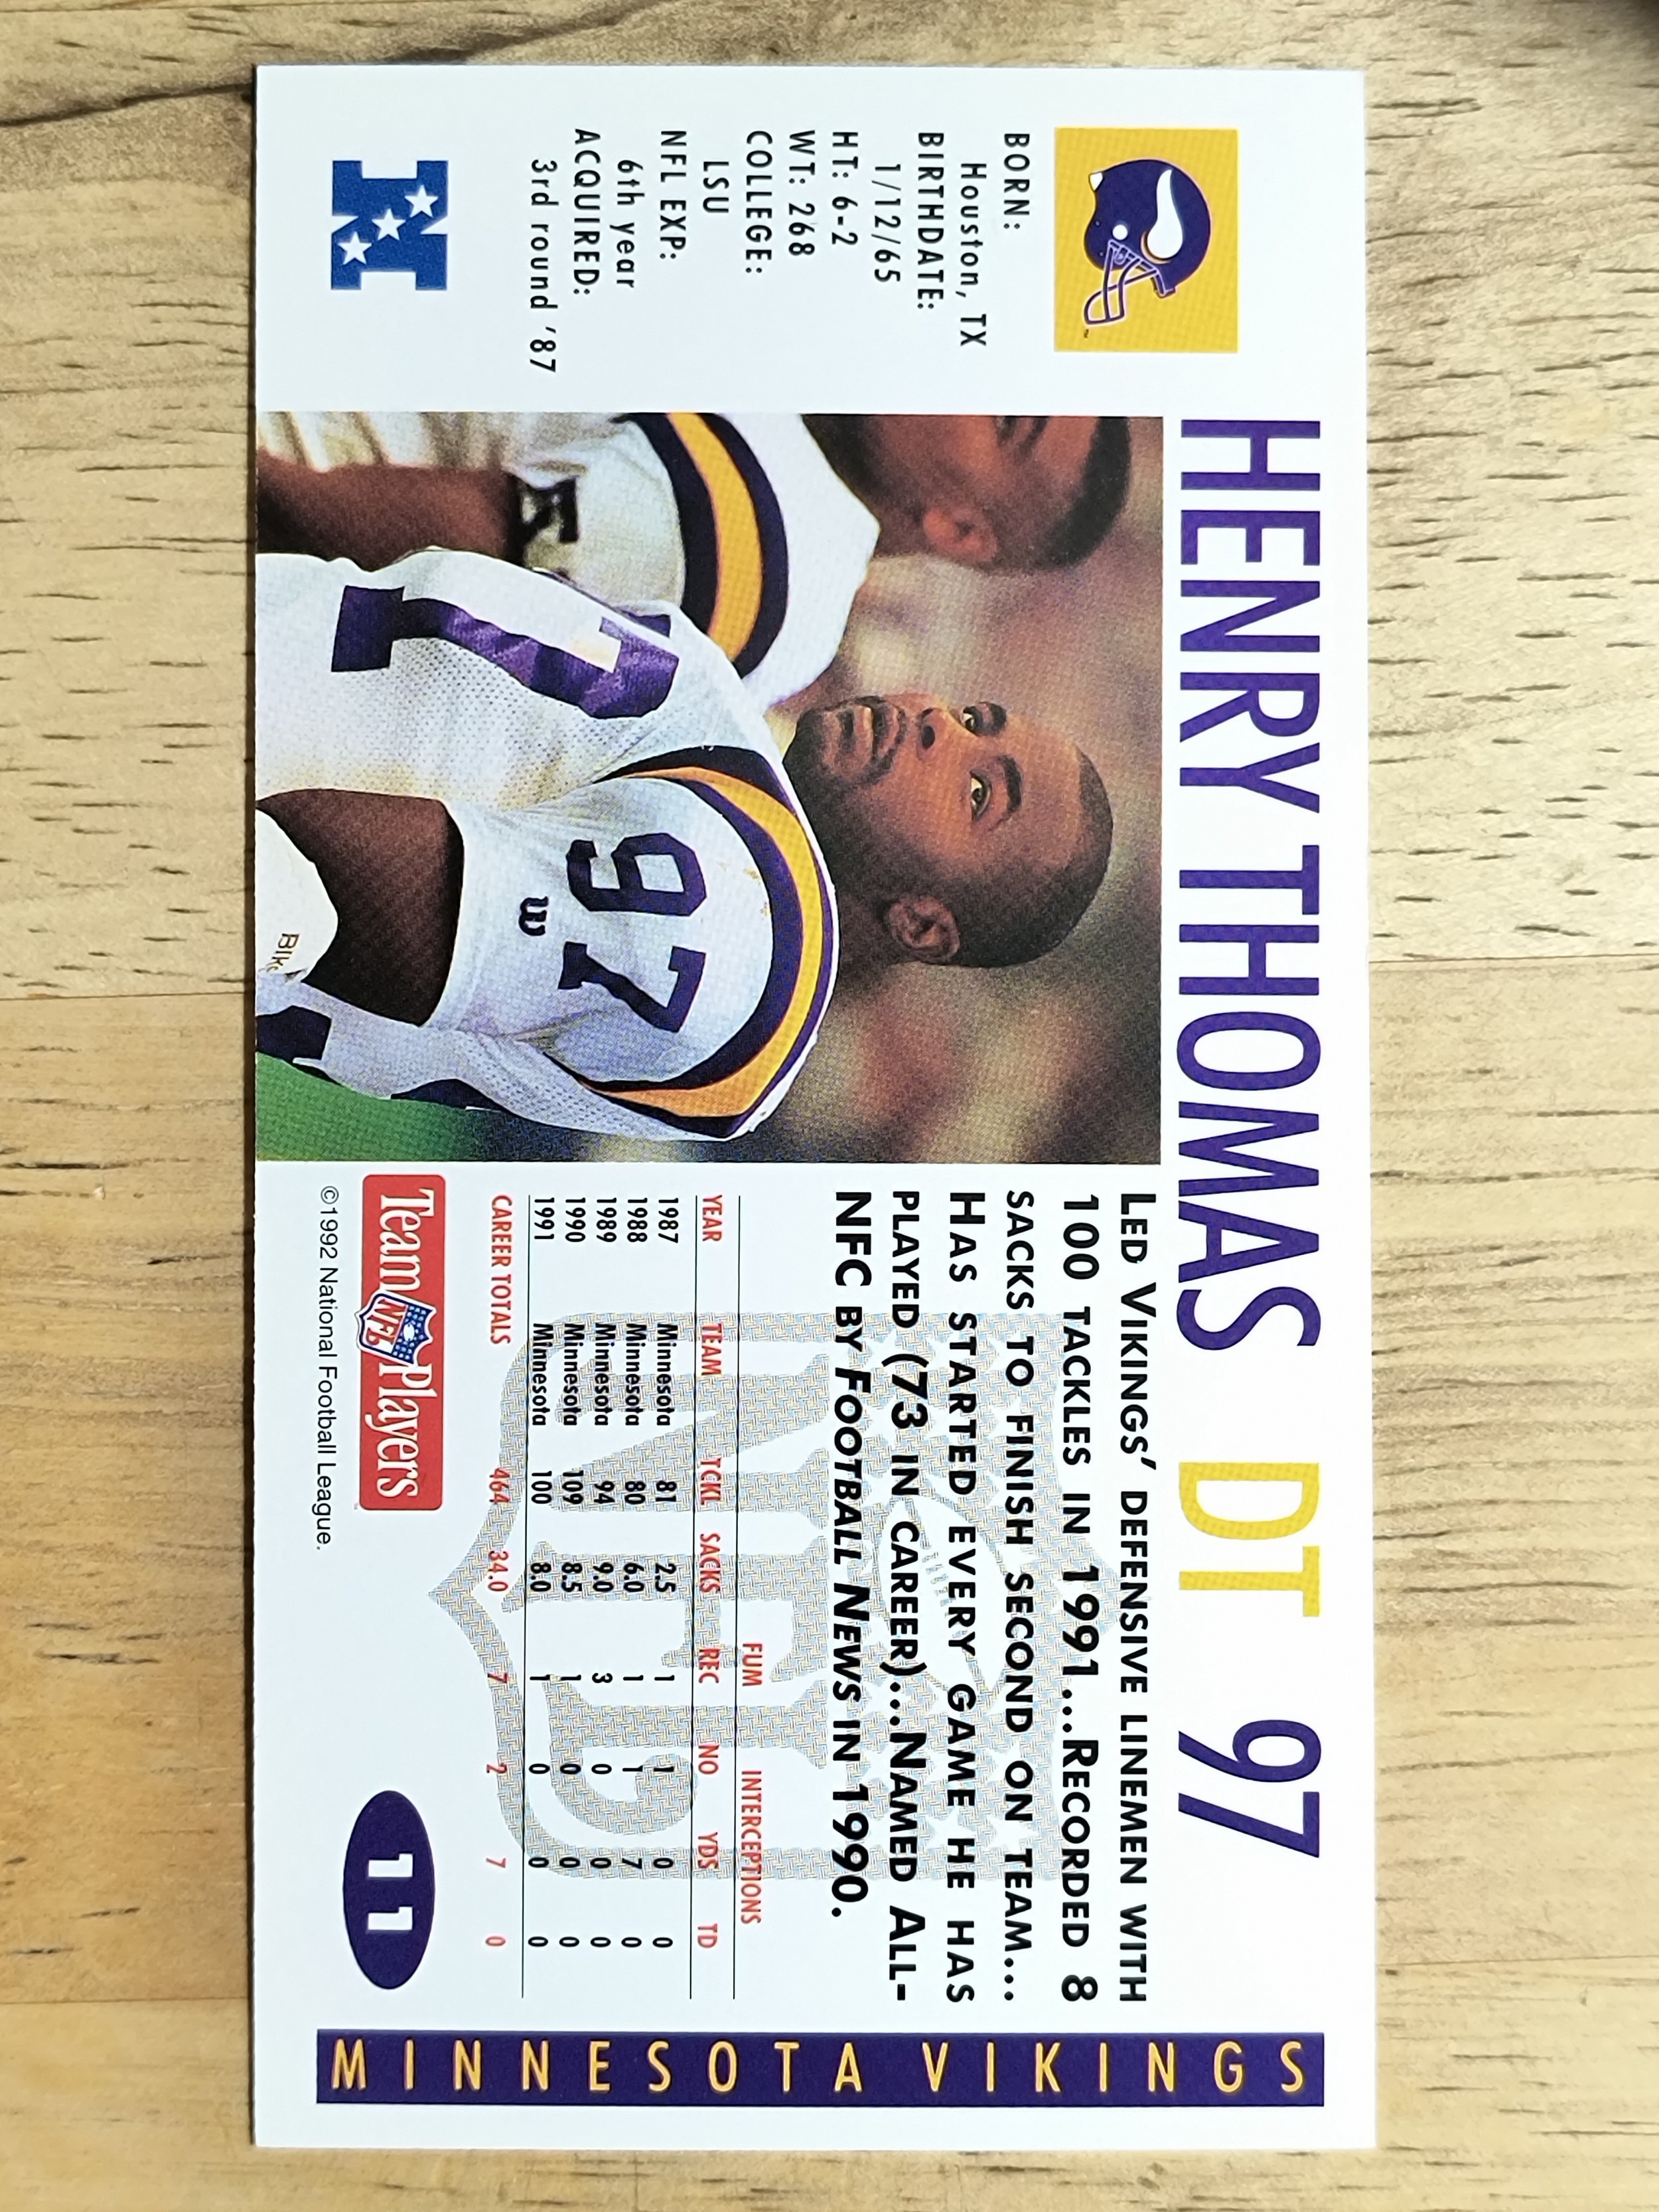 HENRY THOMAS DT 97
BORN:
Houston, TX
BIRTHDATE:
1/12/65
HT: 6-2
WT: 268
COLLEGE:
LSU
NFL EXP:
6th year
ACQUIRED:
3rd round '87
N
5
97
97
BIKE
LED VIKINGS' DEFENSIVE LINEMEN WITH
100 TACKLES IN 1991...RECORDED 8
SACKS TO FINISH SECOND ON TEAM...
HAS STARTED EVERY GAME HE HAS
PLAYED (73 IN CAREER)...NAMED ALL-
NFC BY FOOTBALL NEWS IN 1990.
NFL
FUM INTERCEPTIONS
YEAR TEAM TCKL SACKS REC NO YDS TD
1987 Minnesota 81 2.5 1 1 0 0
1988 Minnesota 80 6.0 1 1 7 0
1989 Minnesota 94 9.0 3 0 0 0
1990 Minnesota 109 8.5 1 0 0 0
1991 Minnesota 100 8.0 1 0 0 0
CAREER TOTALS 464 34.0 7 2 7 0
Team NFL Players
©1992 National Football League.
11
MINNESOTA VIKINGS